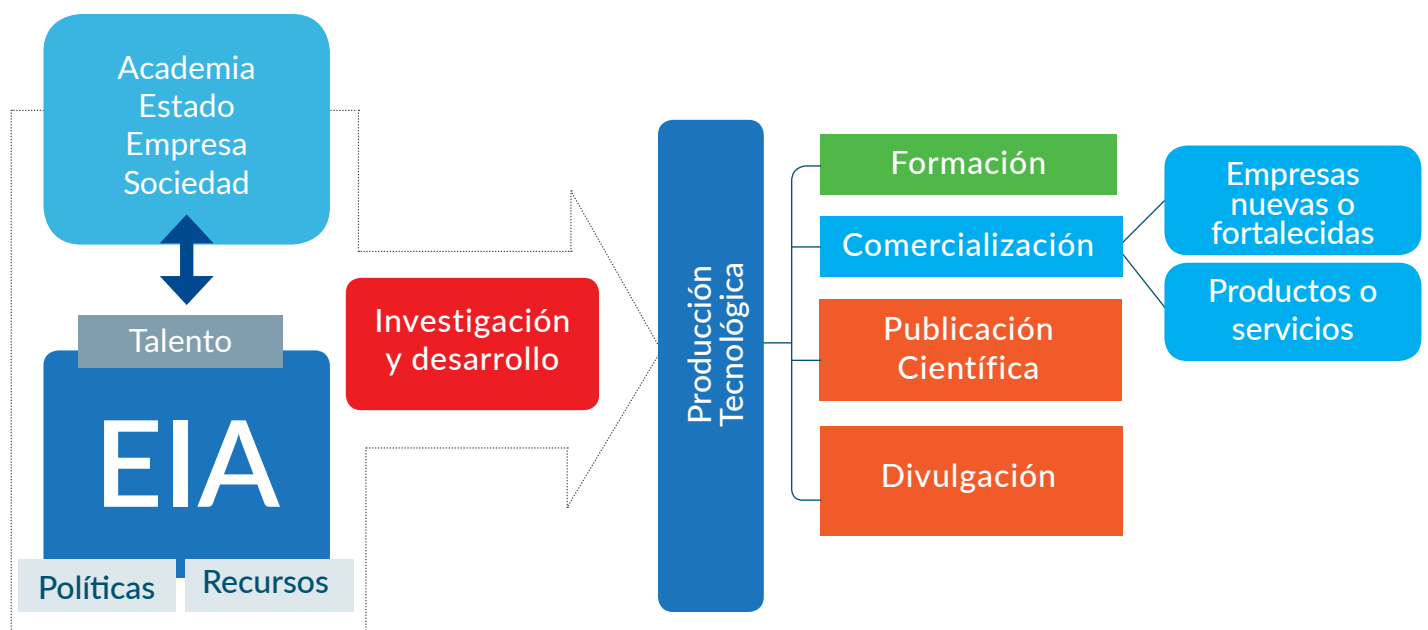 Academia
Estado
Empresa
Sociedad
Talento
EIA
Políticas
Recursos
Investigación
y desarrollo
Producción
Tecnológica
Formación
Comercialización
Publicación
Científica
Divulgación
Empresas
nuevas o
fortalecidas
Productos o
servicios